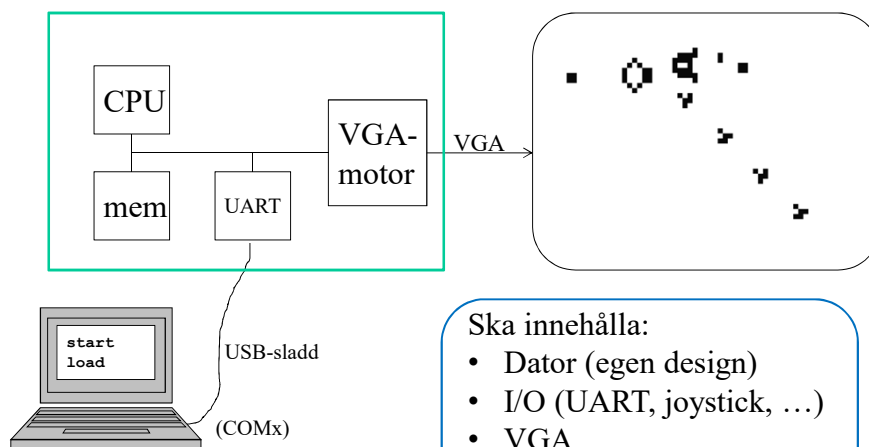 CPU
VGA-
motor
VGA
mem
UART
start
load
USB-sladd
(COMx)
Ska innehålla:
• Dator (egen design)
• I/O (UART, joystick, …)
• VGA